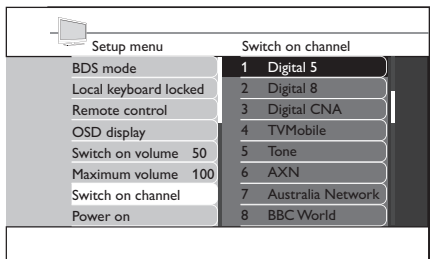 Setup menu
Switch on channel
BDS mode
Local keyboard locked
Remote control
OSD display
Switch on volume 50
Maximum volume 100
Switch on channel
Power on
1 Digital 5
2 Digital 8
3 Digital CNA
4 TVMobile
5 Tone
6 AXN
7 Australia Network
8 BBC World